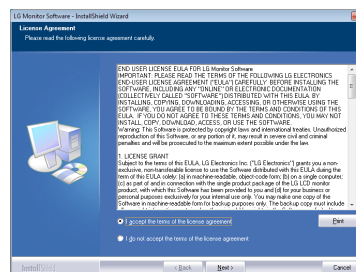 LG Monitor Software - InstallShield Wizard
License Agreement
Please read the following license agreement carefully.
END USER LICENSE AGREEMENT EULA FOR LG Monitor Software
IMPORTANT: PLEASE READ THE TERMS OF THE FOLLOWING LG ELECTRONICS
END USER LICENSE AGREEMENT ("EULA") CAREFULLY. BEFORE INSTALLING THE
SOFTWARE, INCLUDING ANY "ONLINE" OR ELECTRONIC DOCUMENTATION
(COLLECTIVELY CALLED "SOFTWARE") DISTRIBUTED WITH THIS EULA. BY
INSTALLING, COPYING, DOWNLOADING, ACCESSING, OR OTHERWISE USING THE
SOFTWARE, YOU AGREE TO BE BOUND BY THE TERMS AND CONDITIONS OF THIS
EULA. IF YOU DO NOT AGREE TO THESE TERMS AND CONDITIONS, YOU MAY NOT
INSTALL, COPY, DOWNLOAD, ACCESS, OR USE THE SOFTWARE.
Warning: This Software is protected by copyright laws and international treaties. Unauthorized
reproduction of this Software, or any portion of it, may result in severe civil and criminal
penalties and will be prosecuted to the maximum extent possible under the law.
1. LICENSE GRANT
Subject to the terms of this EULA, LG Electronics Inc. ("LG Electronics") grants you a non-
exclusive, non-transferable license to use the Software distributed with this EULA during the
term of this EULA solely: (a) in machine-readable, object-code form; (b) on a single computer;
(c) as part of and in connection with the single product package of the LG LCD monitor
product, with which this Software has been provided to you and (d) for your business or
personal purposes exclusively for your internal use only. You may make one copy of the
Software in machine-readable form for backup purposes only. The backup copy must include
I accept the terms of the license agreement
Print
I do not accept the terms of the license agreement
InstallShield
< Back
Next >
Cancel